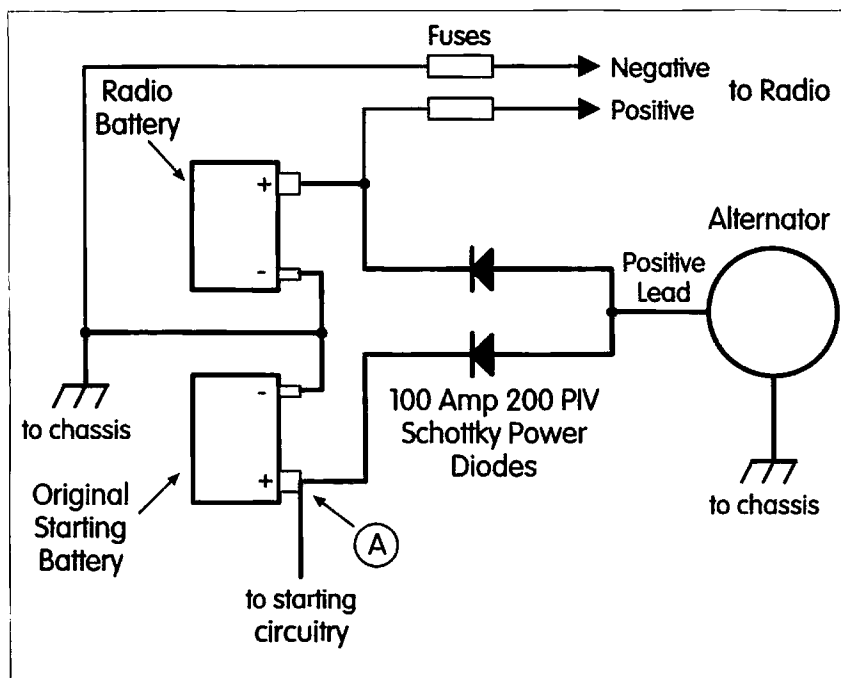 Fuses
Negative
to Radio
Positive
Radio
Battery
+
-
Alternator
Positive
Lead
-
+
to chassis
100 Amp 200 PIV
Schottky Power
Diodes
to chassis
Original
Starting
Battery
A
to starting
circuitry